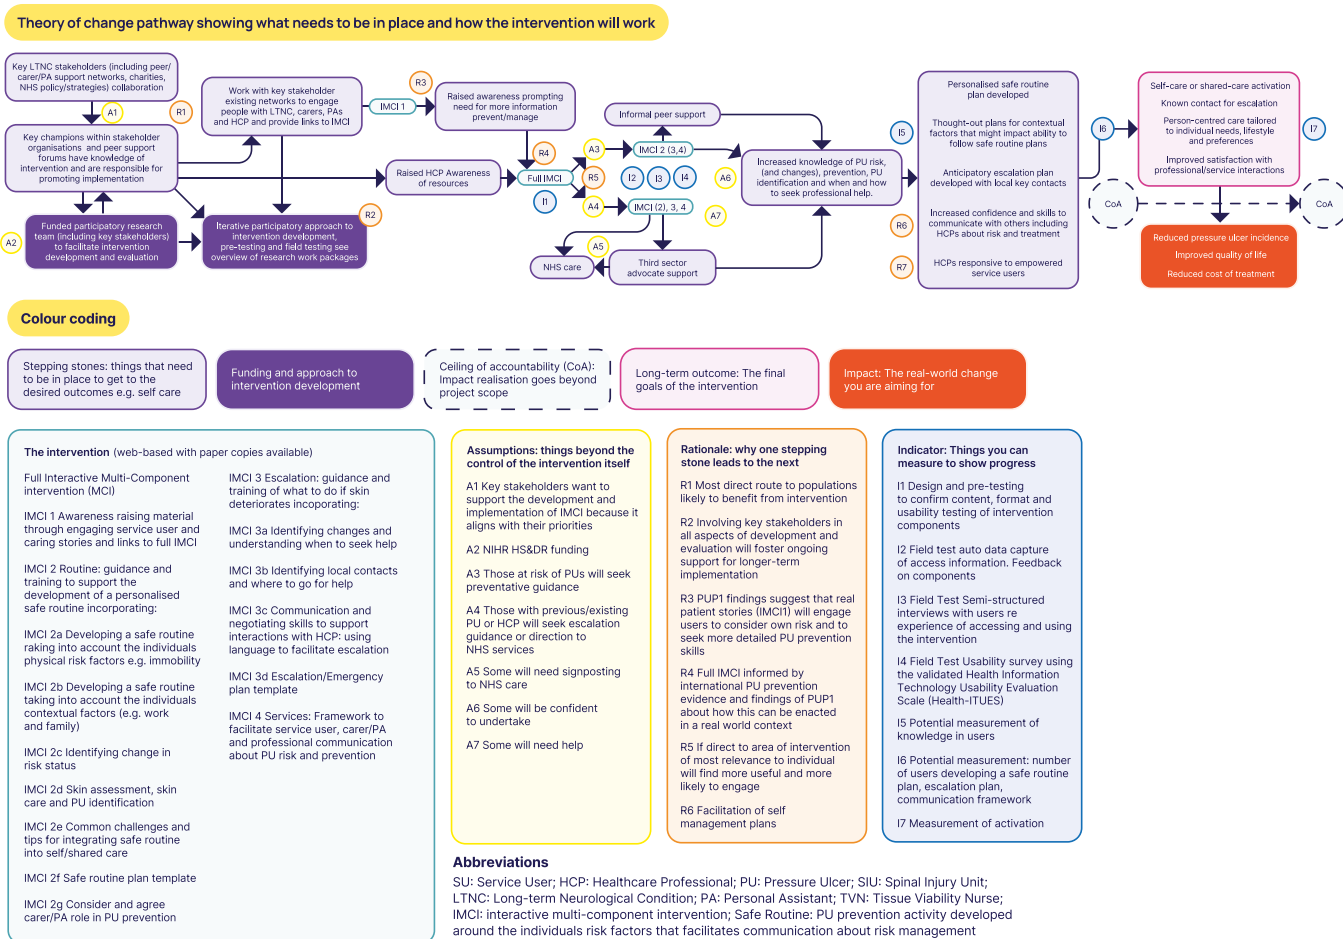 Theory of change pathway showing what needs to be in place and how the intervention will work
Key LTNC stakeholders (including peer/
carer/PA support networks, charities,
NHS policy/strategies) collaboration
A1
R1
Key champions within stakeholder
organisations and peer support
forums have knowledge of
intervention and are responsible for
promoting implementation
A2
Funded participatory research
team (including key stakeholders)
to facilitate intervention
development and evaluation
Work with key stakeholder
existing networks to engage
people with LTNC, carers, PAs
and HCP and provide links to IMCI
R2
Iterative participatory approach to
intervention development,
pre-testing and field testing see
overview of research work packages
IMCI 1
R3
Raised awareness prompting
need for more information
prevent/manage
Raised HCP Awareness
of resources
R4
Full IMCI
I1
A3
R5
A4
Informal peer support
IMCI 2 (3,4)
I2
I3
I4
IMCI (2), 3, 4
A5
NHS care
Third sector
advocate support
A6
A7
Increased knowledge of PU risk,
(and changes), prevention, PU
identification and when and how
to seek professional help.
I5
R6
R7
Personalised safe routine
plan developed
Thought-out plans for contextual
factors that might impact ability to
follow safe routine plans
Anticipatory escalation plan
developed with local key contacts
Increased confidence and skills to
communicate with others including
HCPs about risk and treatment
HCPs responsive to empowered
service users
I6
CoA
Self-care or shared-care activation
Known contact for escalation
Person-centred care tailored
to individual needs, lifestyle
and preferences
Improved satisfaction with
professional/service interactions
I7
CoA
Reduced pressure ulcer incidence
Improved quality of life
Reduced cost of treatment
Colour coding
Stepping stones: things that need
to be in place to get to the
desired outcomes e.g. self care
Funding and approach to
intervention development
Ceiling of accountability (CoA):
Impact realisation goes beyond
project scope
Long-term outcome: The final
goals of the intervention
Impact: The real-world change
you are aiming for
The intervention (web-based with paper copies available)
Full Interactive Multi-Component
intervention (MCI)
IMCI 1 Awareness raising material
through engaging service user and
caring stories and links to full IMCI
IMCI 2 Routine: guidance and
training to support the
development of a personalised
safe routine incorporating:
IMCI 2a Developing a safe routine
raking into account the individuals
physical risk factors e.g. immobility
IMCI 2b Developing a safe routine
taking into account the individuals
contextual factors (e.g. work
and family)
IMCI 2c Identifying change in
risk status
IMCI 2d Skin assessment, skin
care and PU identification
IMCI 2e Common challenges and
tips for integrating safe routine
into self/shared care
IMCI 2f Safe routine plan template
IMCI 2g Consider and agree
carer/PA role in PU prevention
IMCI 3 Escalation: guidance and
training of what to do if skin
deteriorates incoporating:
IMCI 3a Identifying changes and
understanding when to seek help
IMCI 3b Identifying local contacts
and where to go for help
IMCI 3c Communication and
negotiating skills to support
interactions with HCP: using
language to facilitate escalation
IMCI 3d Escalation/Emergency
plan template
IMCI 4 Services: Framework to
facilitate service user, carer/PA
and professional communication
about PU risk and prevention
Assumptions: things beyond the
control of the intervention itself
A1 Key stakeholders want to
support the development and
implementation of IMCI because it
aligns with their priorities
A2 NIHR HS&DR funding
A3 Those at risk of PUs will seek
preventative guidance
A4 Those with previous/existing
PU or HCP will seek escalation
guidance or direction to
NHS services
A5 Some will need signposting
to NHS care
A6 Some will be confident
to undertake
A7 Some will need help
Rationale: why one stepping
stone leads to the next
R1 Most direct route to populations
likely to benefit from intervention
R2 Involving key stakeholders in
all aspects of development and
evaluation will foster ongoing
support for longer-term
implementation
R3 PUP1 findings suggest that real
patient stories (IMCI1) will engage
users to consider own risk and to
seek more detailed PU prevention
skills
R4 Full IMCI informed by
international PU prevention
evidence and findings of PUP1
about how this can be enacted
in a real world context
R5 If direct to area of intervention
of most relevance to individual
will find more useful and more
likely to engage
R6 Facilitation of self
management plans
Indicator: Things you can
measure to show progress
I1 Design and pre-testing
to confirm content, format and
usability testing of intervention
components
I2 Field test auto data capture
of access information. Feedback
on components
I3 Field Test Semi-structured
interviews with users re
experience of accessing and using
the intervention
I4 Field Test Usability survey using
the validated Health Information
Technology Usability Evaluation
Scale (Health-ITUES)
I5 Potential measurement of
knowledge in users
I6 Potential measurement: number
of users developing a safe routine
plan, escalation plan,
communication framework
I7 Measurement of activation
Abbreviations
SU: Service User; HCP: Healthcare Professional; PU: Pressure Ulcer; SIU: Spinal Injury Unit;
LTNC: Long-term Neurological Condition; PA: Personal Assistant; TVN: Tissue Viability Nurse;
IMCI: interactive multi-component intervention; Safe Routine: PU prevention activity developed
around the individuals risk factors that facilitates communication about risk management